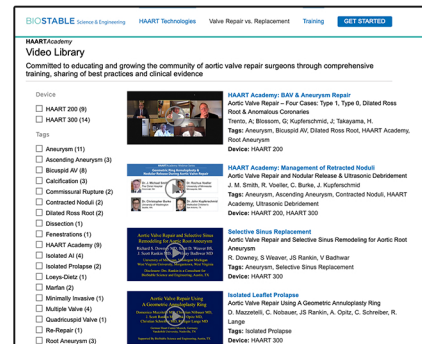 BIOSTABLE Science & Engineering
HAART Technologies
Valve Repair vs. Replacement
Training
GET STARTED
HAARTAcademy
Video Library
Committed to educating and growing the community of aortic valve repair surgeons through comprehensive
training, sharing of best practices and clinical evidence
Device
HAART 200 (9)
HAART 300 (14)
Tags
Aneurysm (11)
Ascending Aneurysm (3)
Bicuspid AV (8)
Calcification (3)
Commissural Rupture (2)
Contracted Noduli (2)
Dilated Ross Root (2)
Dissection (1)
Fenestrations (1)
HAART Academy (9)
Isolated AI (4)
Isolated Prolapse (2)
Loeys-Dietz (1)
Marfan (2)
Minimally Invasive (1)
Multiple Valve (4)
Quadricuspid Valve (1)
Re-Repair (1)
Root Aneurysm (3)
HAART Academy: BAV & Aneurysm Repair
Aortic Valve Repair – Four Cases: Type 1, Type 0, Dilated Ross
Root & Anomalous Coronaries
Trento, A; Blossom, G; Kupferschmid, J; Takayama, H.
Tags: Aneurysm, Bicuspid AV, Dilated Ross Root, HAART Academy,
Root Aneurysm
Device: HAART 200
HAART Academy: Management of Retracted Noduli
Aortic Valve Repair and Nodular Release & Ultrasonic Debridement
J. M. Smith, R. Voeller, C. Burke, J. Kupferschmid
Tags: Aneurysm, Ascending Aneurysm, Contracted Noduli, HAART
Academy, Ultrasonic Debridement
Device: HAART 200, HAART 300
Aortic Valve Repair and Selective Sinus
Remodeling for Aortic Root Aneurysm
Selective Sinus Replacement
Aortic Valve Repair and Selective Sinus Remodeling for Aortic Root
Aneurysm
R. Downey, S Weaver, JS Rankin, V Badhwar
Tags: Aneurysm, Selective Sinus Replacement
Device: HAART 300
Aortic Valve Repair Using
A Geometric Annuloplasty Ring
Isolated Leaflet Prolapse
Aortic Valve Repair Using A Geometric Annuloplasty Ring
D. Mazzitelli, C. Nobauer, JS Rankin, A. Opitz, C. Schreiber, R.
Lange
Tags: Isolated Prolapse
Device: HAART 300